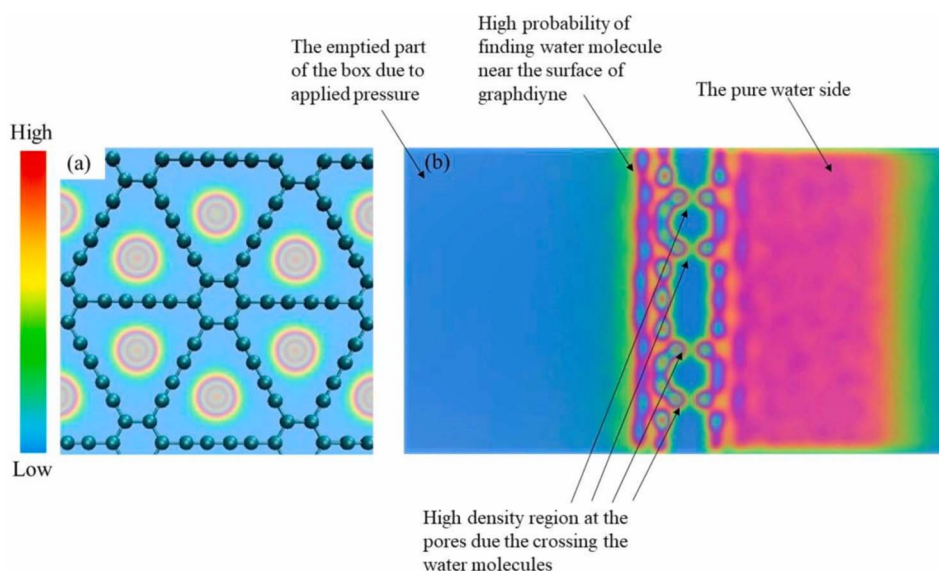 The emptied part
of the box due to
applied pressure
High probability of
finding water molecule
near the surface of
graphdiyne
The pure water side
High
(a)
(b)
Low
High density region at the
pores due the crossing the
water molecules